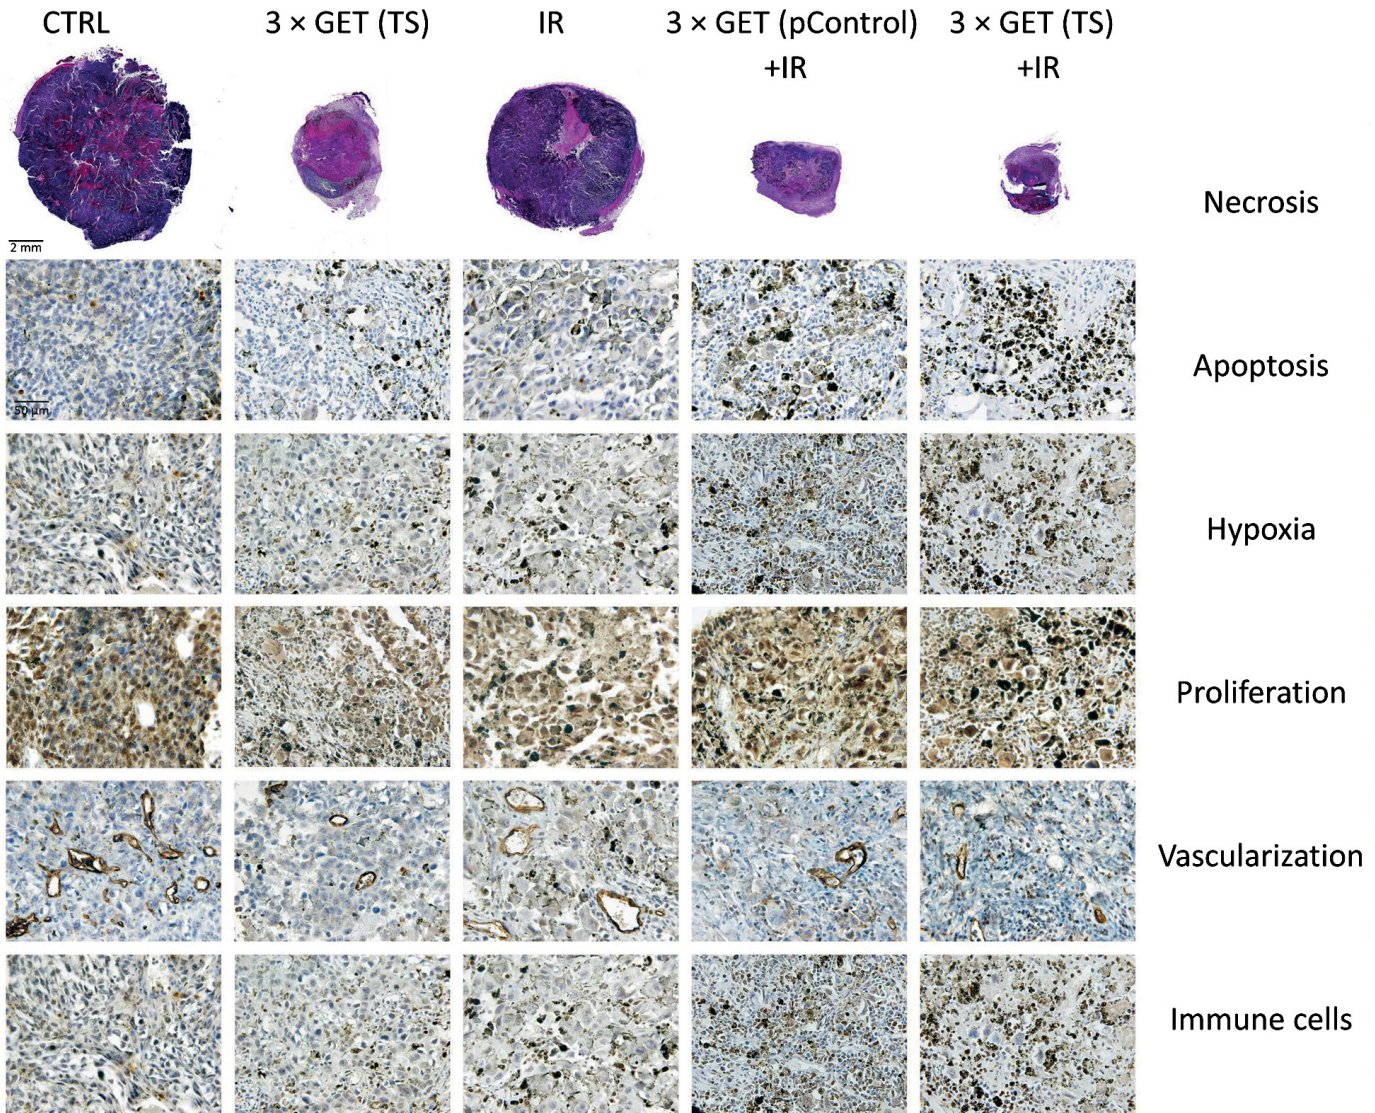 CTRL
3 × GET (TS)
IR
3 × GET (pControl)
+IR
3 × GET (TS)
+IR
Necrosis
2 mm
Apoptosis
50 µm
Hypoxia
Proliferation
Vascularization
Immune cells